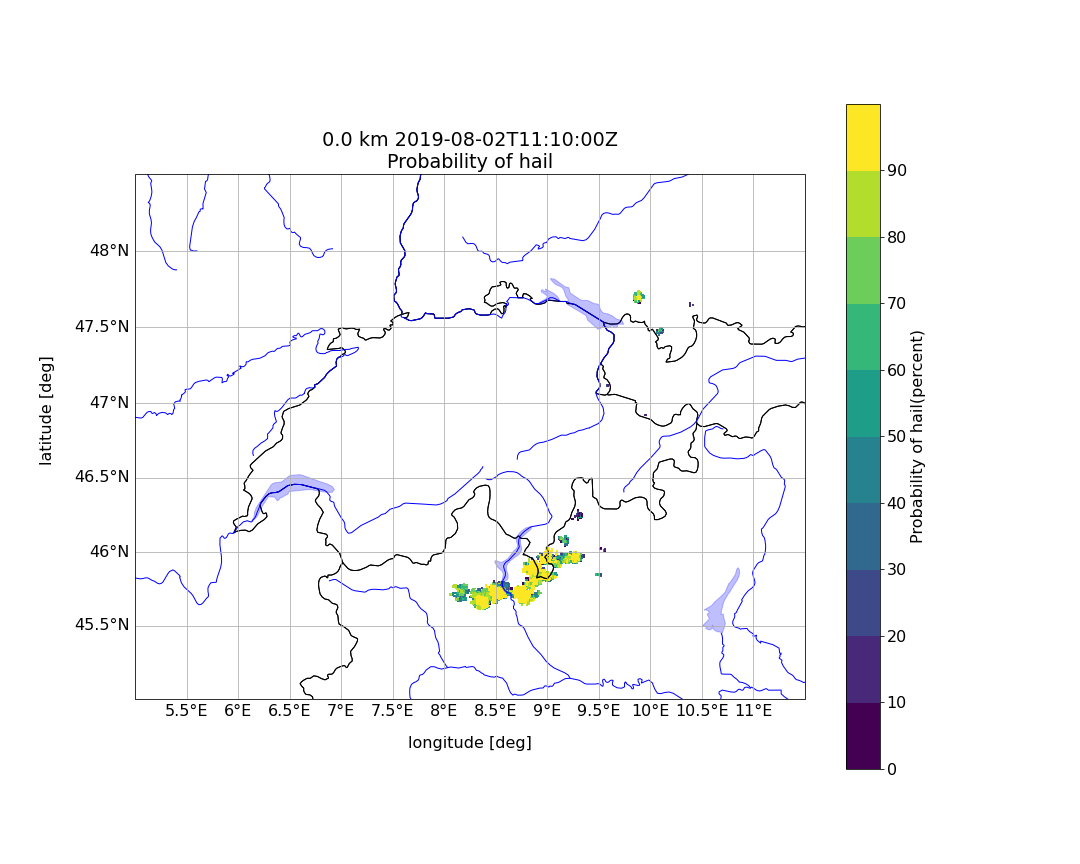 0.0 km 2019-08-02T11:10:00Z
Probability of hail
48°N
47.5°N
47°N
46.5°N
46°N
45.5°N
latitude [deg]
5.5°E 6°E 6.5°E 7°E 7.5°E 8°E 8.5°E 9°E 9.5°E 10°E 10.5°E 11°E
longitude [deg]
90
80
70
60
50
40
30
20
10
0
Probability of hail(percent)